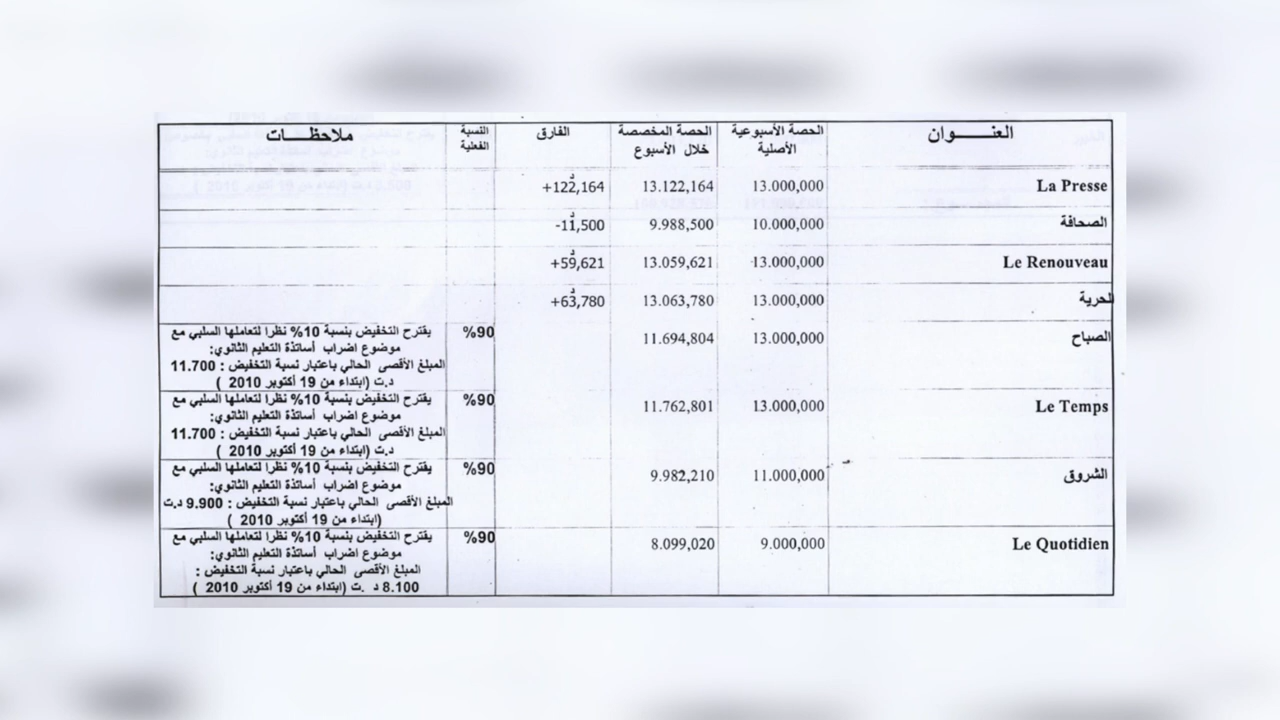 العنـــــوان
الحصة الأسبوعية
الأصلية
الحصة المخصصة
خلال الأسبوع
الفارق
النسبة
الفعلية
ملاحظـــات
La Presse
13.000,000
13.122,164
+122,164
الصحافة
10.000,000
9.988,500
-11,500
Le Renouveau
13.000,000
13.059,621
+59,621
الحرية
13.000,000
13.063,780
+63,780
الصباح
13.000,000
11.694,804
%90
يقترح التخفيض بنسبة 10% نظرا لتعاملها السلبي مع
موضوع اضراب أساتذة التعليم الثانوي:
المبلغ الأقصى الحالي باعتبار نسبة التخفيض : 11.700
د.ت (ابتداء من 19 أكتوبر 2010 )
Le Temps
13.000,000
11.762,801
%90
يقترح التخفيض بنسبة 10% نظرا لتعاملها السلبي مع
موضوع اضراب أساتذة التعليم الثانوي:
المبلغ الأقصى الحالي باعتبار نسبة التخفيض : 11.700
د.ت (ابتداء من 19 أكتوبر 2010 )
الشروق
11.000,000
9.982,210
%90
يقترح التخفيض بنسبة 10% نظرا لتعاملها السلبي مع
موضوع اضراب أساتذة التعليم الثانوي:
المبلغ الأقصى الحالي باعتبار نسبة التخفيض : 9.900 د.ت
(ابتداء من 19 أكتوبر 2010 )
Le Quotidien
9.000,000
8.099,020
%90
يقترح التخفيض بنسبة 10% نظرا لتعاملها السلبي مع
موضوع اضراب أساتذة التعليم الثانوي:
المبلغ الأقصى الحالي باعتبار نسبة التخفيض :
8.100 د .ت (ابتداء من 19 أكتوبر 2010 )